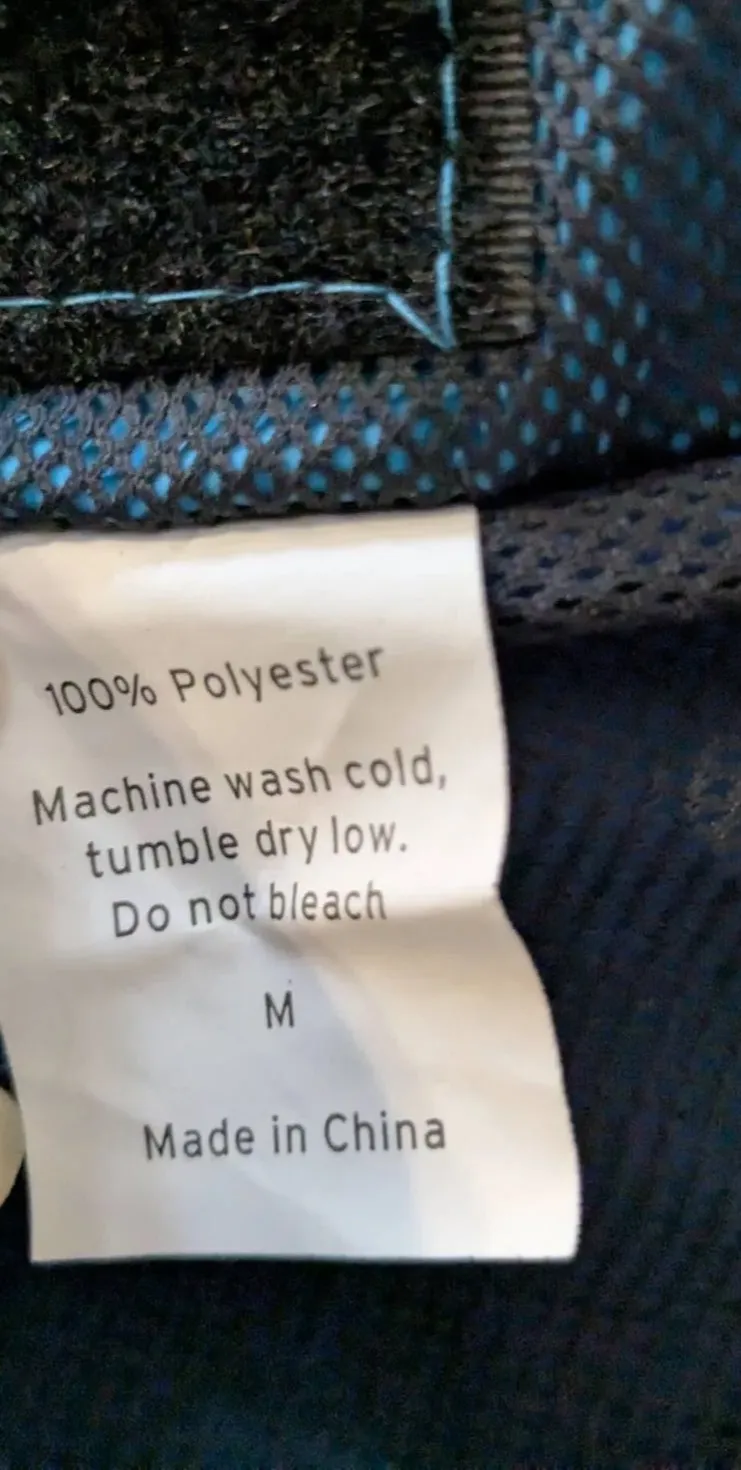 100% Polyester
Machine wash cold,
tumble dry low.
Do not bleach
M
Made in China